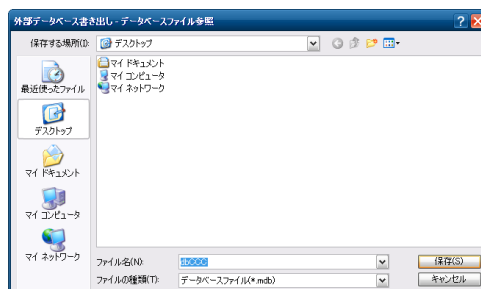 外部データベース書き出し - データベースファイル参照
保存する場所(I):
デスクトップ
マイ ドキュメント
マイ コンピュータ
マイ ネットワーク
最近使ったファイル
デスクトップ
マイ ドキュメント
マイ コンピュータ
マイ ネットワーク
ファイル名(N):
保存(S)
ファイルの種類(T):
データベースファイル(*.mdb)
キャンセル